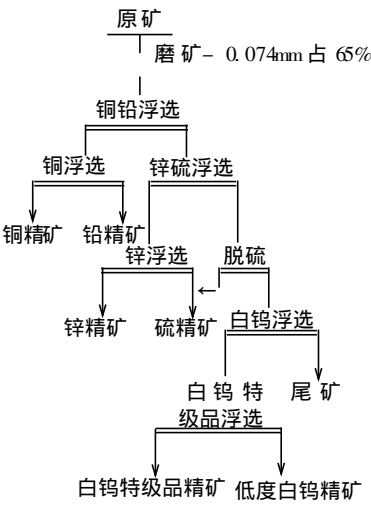 原矿
磨矿- 0.074mm占 65%
铜铅浮选
铜浮选 锌硫浮选
铜精矿 铅精矿
锌浮选 脱硫
锌精矿 硫精矿
白钨浮选
白钨特 尾矿
级品浮选
白钨特级品精矿 低度白钨精矿